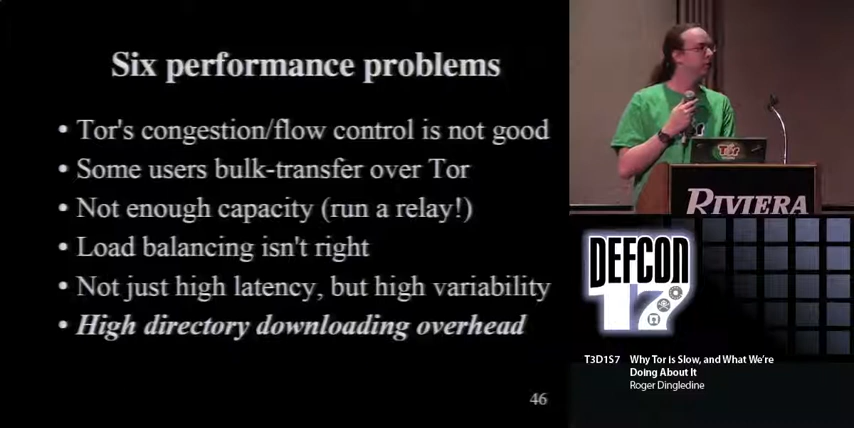 Six performance problems
• Tor's congestion/flow control is not good
• Some users bulk-transfer over Tor
• Not enough capacity (run a relay!)
• Load balancing isn't right
• Not just high latency, but high variability
• High directory downloading overhead
46
RIVIERA
DEFCON
17
T3D1S7 Why Tor is Slow, and What We're
Doing About It
Roger Dingledine